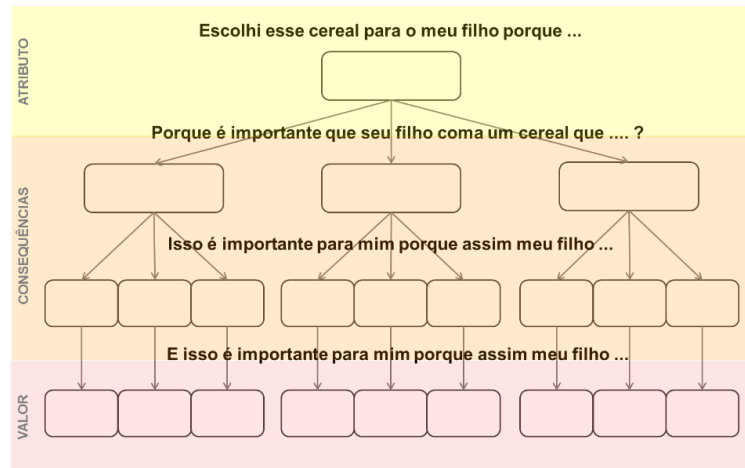 ATRIBUTO
Escolhi esse cereal para o meu filho porque ...
Porque é importante que seu filho coma um cereal que .... ?
CONSEQUÊNCIAS
Isso é importante para mim porque assim meu filho ...
E isso é importante para mim porque assim meu filho ...
VALOR